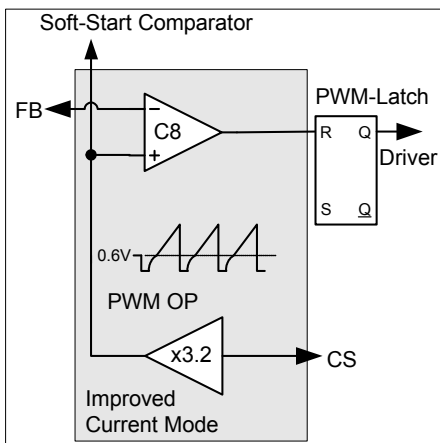 Soft-Start Comparator
FB
−
C8
+
PWM-Latch
R Q
Driver
S Q
0.6V
PWM OP
x3.2
CS
Improved
Current Mode